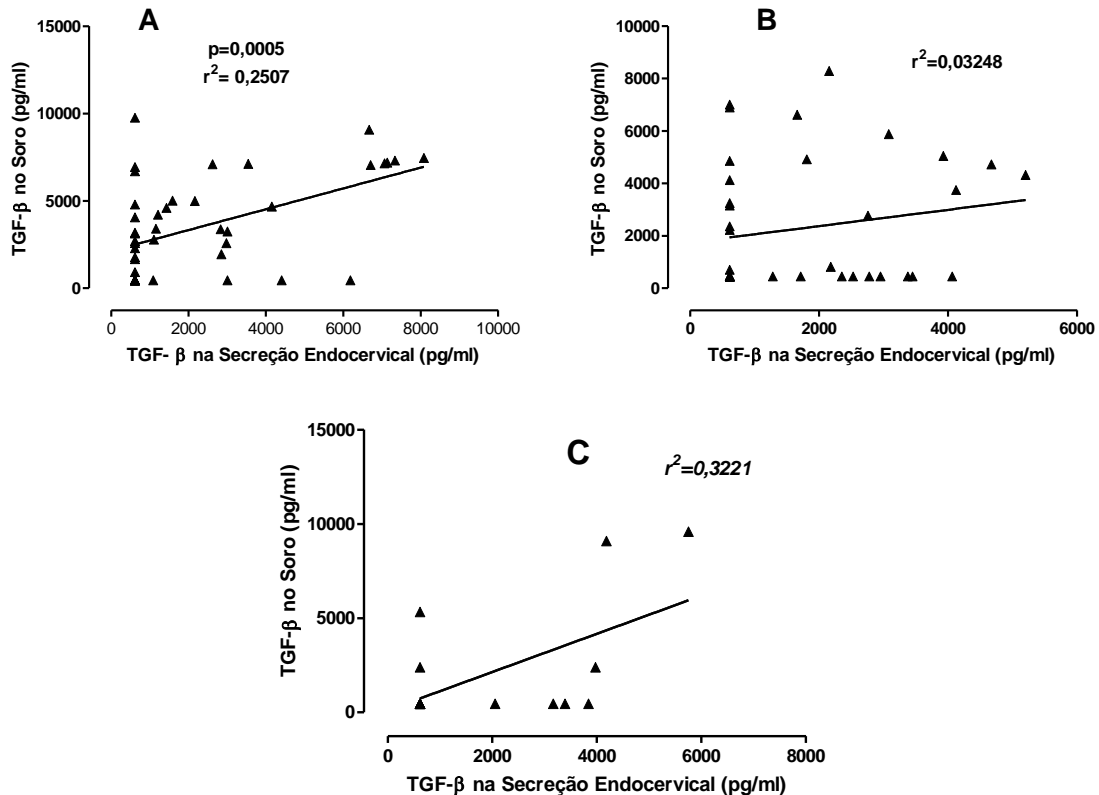 A
p=0,0005
r²= 0,2507
TGF-β no Soro (pg/ml)
15000
10000
5000
0
0 2000 4000 6000 8000 10000
TGF- β na Secreção Endocervical (pg/ml)
B
r²=0,03248
TGF-β no Soro (pg/ml)
10000
8000
6000
4000
2000
0
0 2000 4000 6000
TGF- β na Secreção Endocervical (pg/ml)
C
r²=0,3221
TGF-β no Soro (pg/ml)
15000
10000
5000
0
0 2000 4000 6000 8000
TGF-β na Secreção Endocervical (pg/ml)